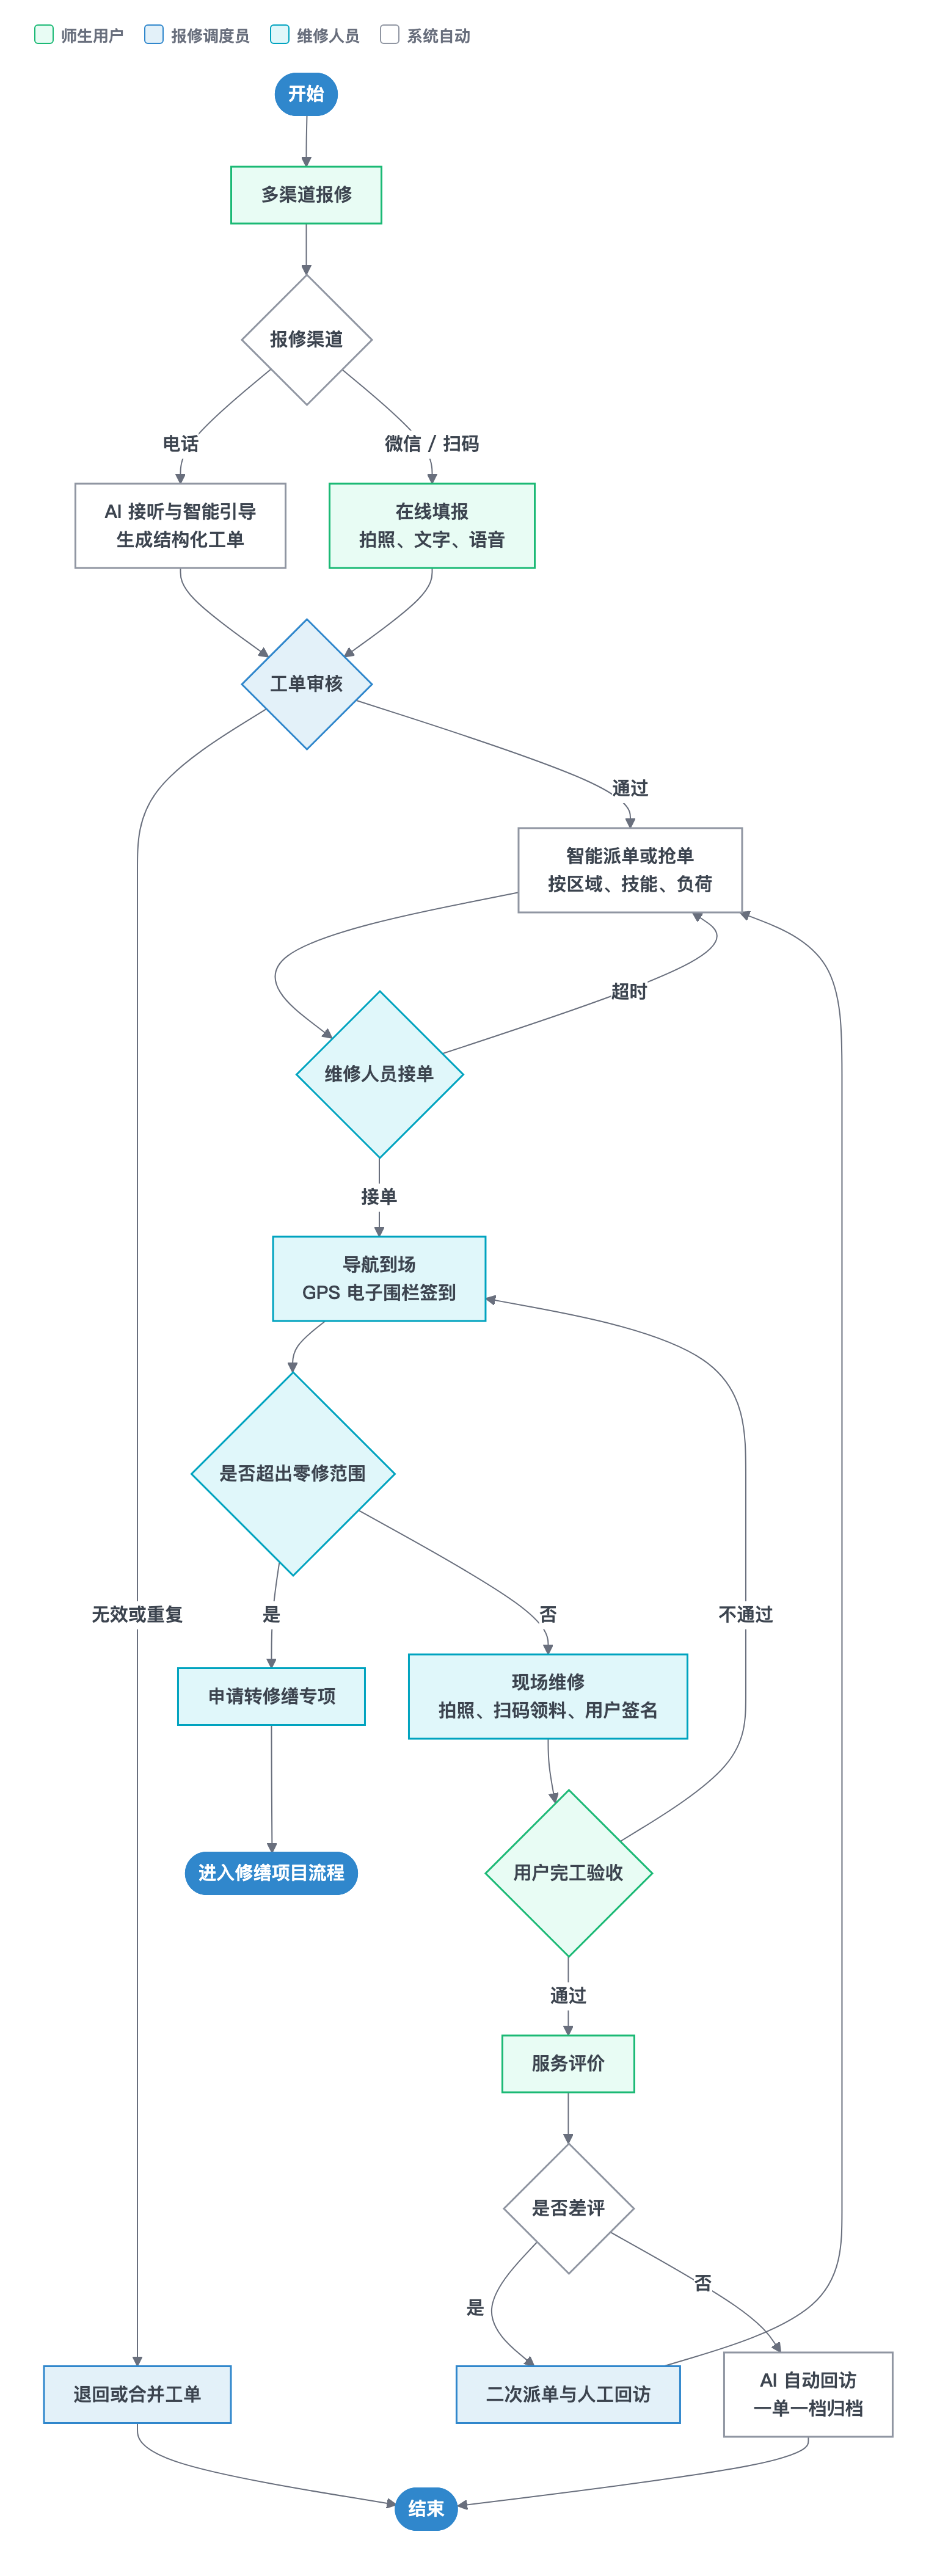 师生用户
报修调度员
维修人员
系统自动
开始
多渠道报修
报修渠道
电话
微信 / 扫码
AI 接听与智能引导
生成结构化工单
在线填报
拍照、文字、语音
工单审核
通过
智能派单或抢单
按区域、技能、负荷
超时
维修人员接单
接单
导航到场
GPS 电子围栏签到
是否超出零修范围
无效或重复
是
否
不通过
申请转修缮专项
现场维修
拍照、扫码领料、用户签名
进入修缮项目流程
用户完工验收
通过
服务评价
是否差评
是
否
退回或合并工单
二次派单与人工回访
AI 自动回访
一单一档归档
结束